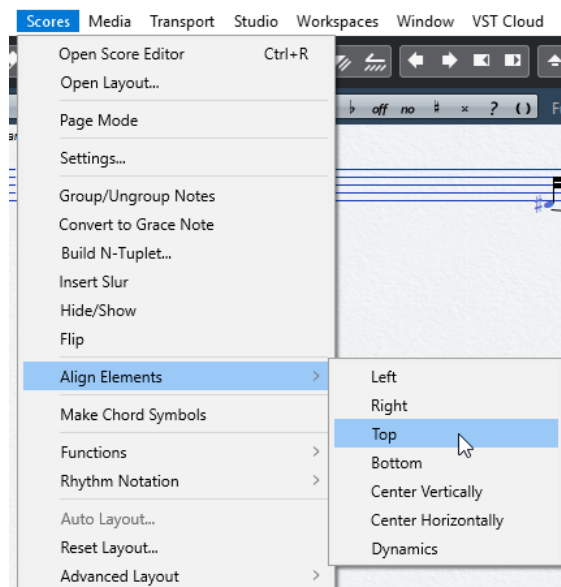 Scores Media Transport Studio Workspaces Window VST Cloud
Open Score Editor Ctrl+R
Open Layout...
♭ off no ♮ × ? ( )
Page Mode
Settings...
Group/Ungroup Notes
Convert to Grace Note
Build N-Tuplet...
Insert Slur
Hide/Show
Flip
Align Elements >
Left
Right
Top
Bottom
Center Vertically
Center Horizontally
Dynamics
Make Chord Symbols
Functions >
Rhythm Notation >
Auto Layout...
Reset Layout...
Advanced Layout >